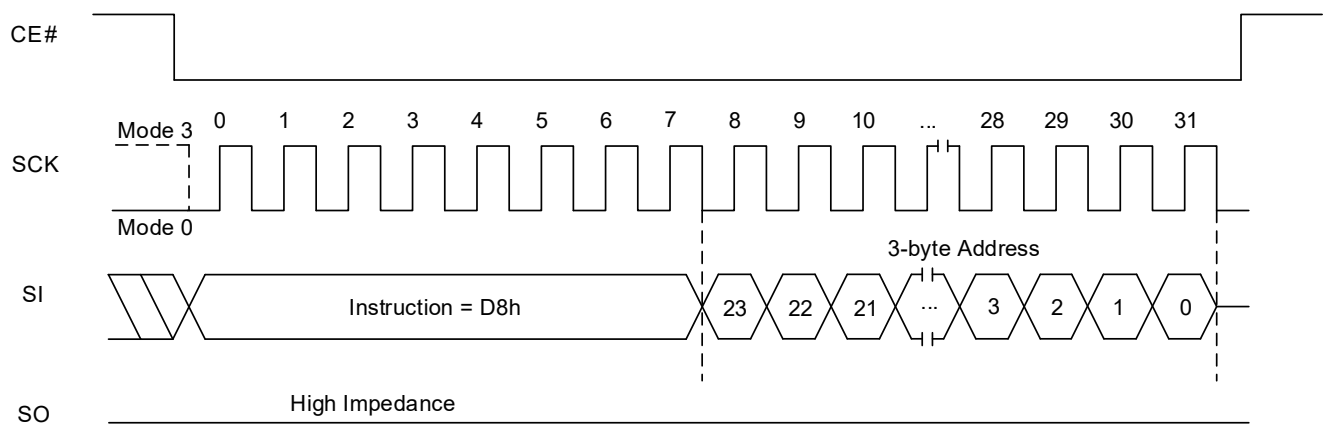 CE#
Mode 3 0 1 2 3 4 5 6 7 8 9 10 ... 28 29 30 31
SCK
Mode 0
3-byte Address
SI Instruction = D8h 23 22 21 ... 3 2 1 0
High Impedance
SO